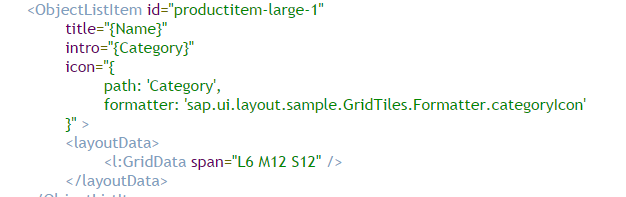 <ObjectListItem id="productitem-large-1"
title="{Name}"
intro="{Category}"
icon="{
path: 'Category',
formatter: 'sap.ui.layout.sample.GridTiles.Formatter.categoryIcon'
}" >
<layoutData>
<l:GridData span="L6 M12 S12" />
</layoutData>
</ObjectListItem